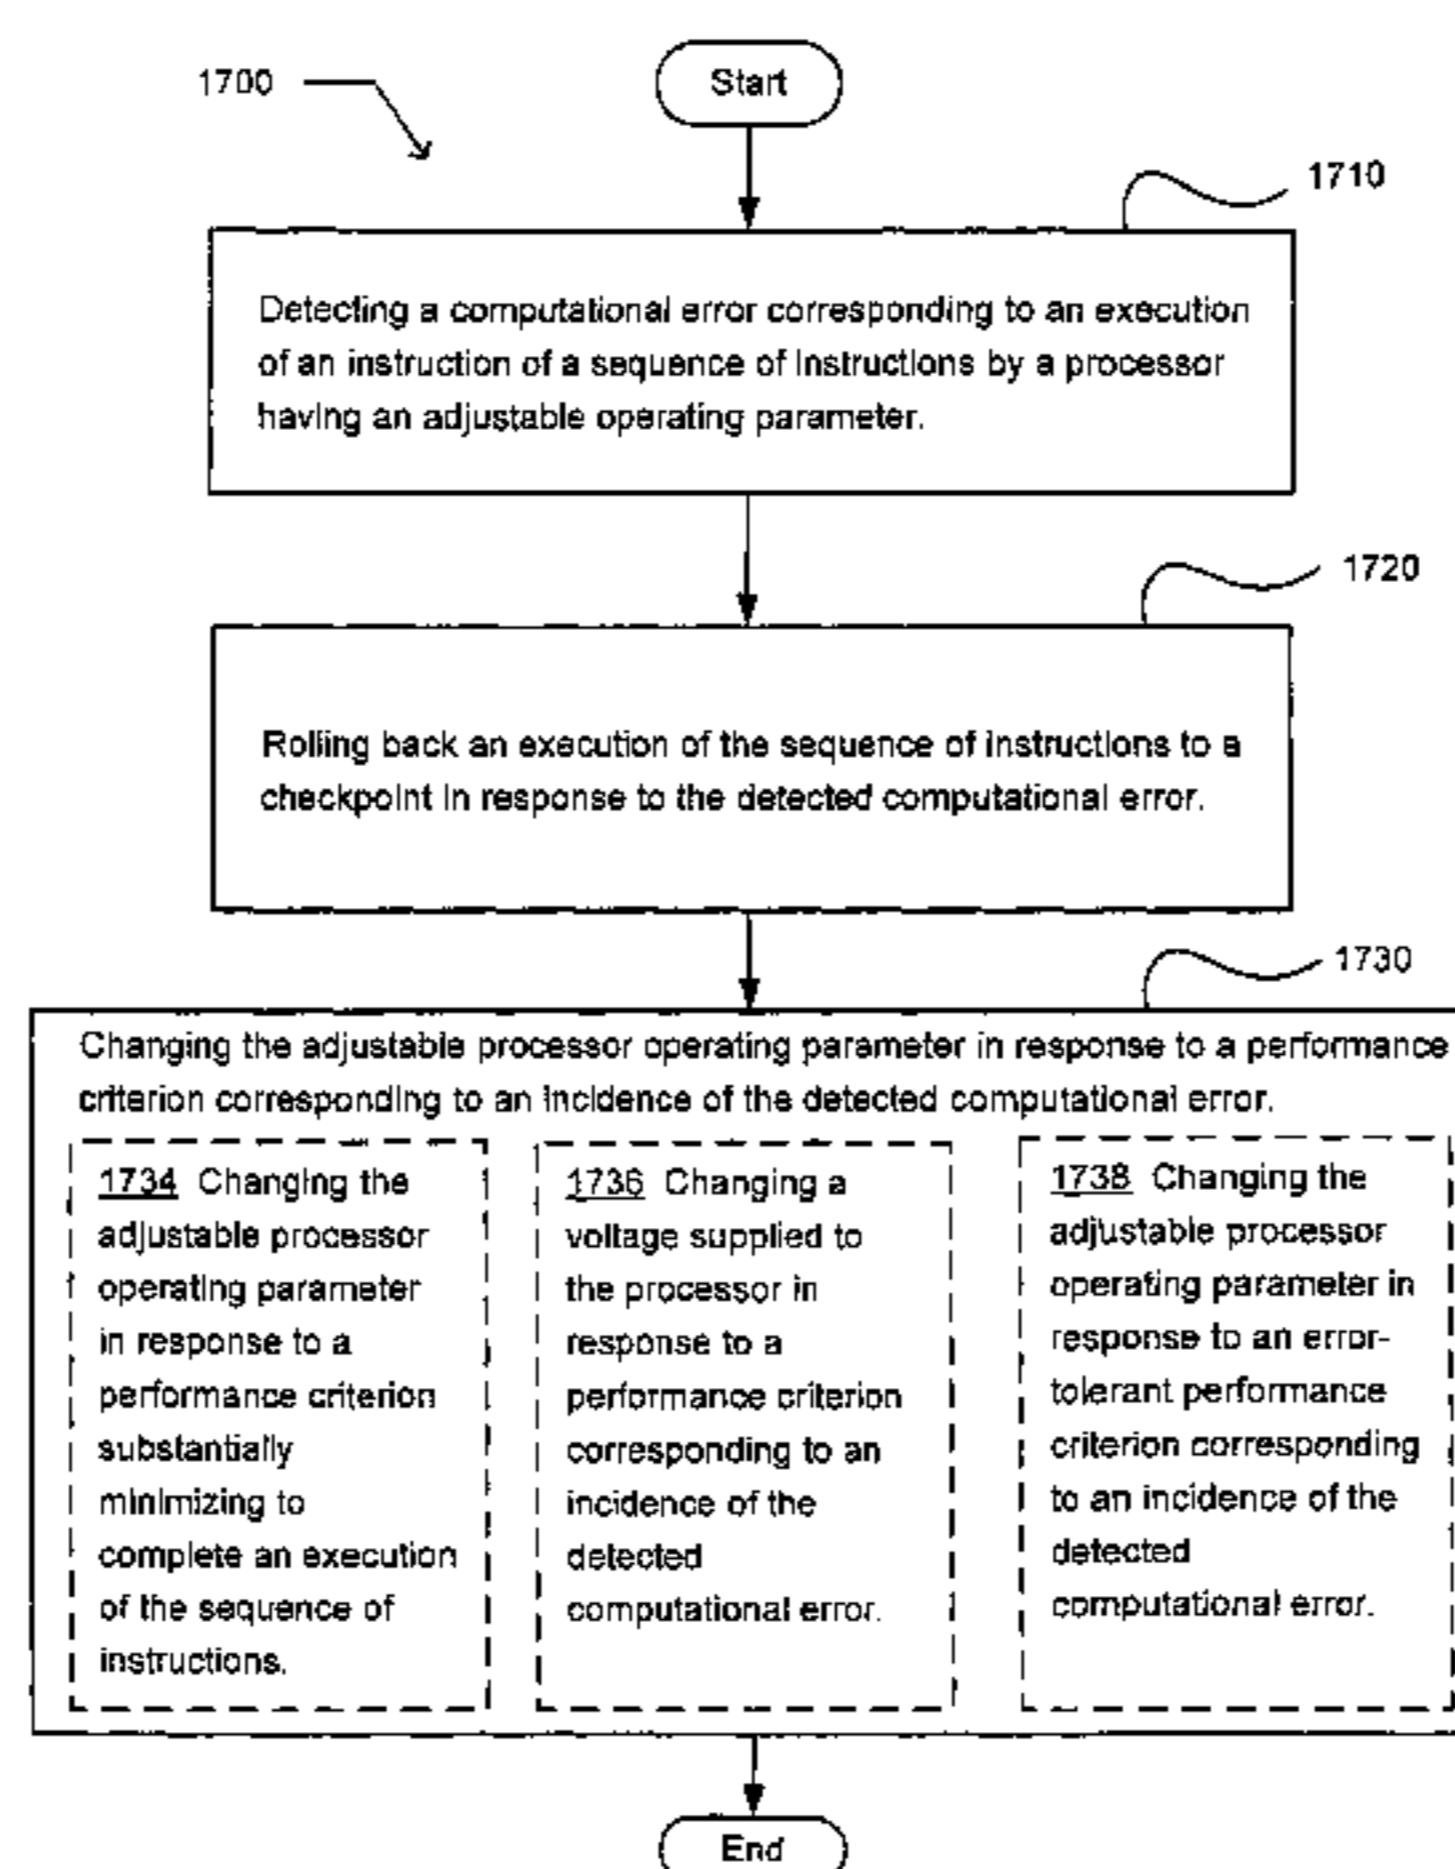 1700
Start
1710
Detecting a computational error corresponding to an execution
of an instruction of a sequence of instructions by a processor
having an adjustable operating parameter.
1720
Rolling back an execution of the sequence of instructions to a
checkpoint in response to the detected computational error.
1730
Changing the adjustable processor operating parameter in response to a performance
criterion corresponding to an incidence of the detected computational error.
1734 Changing the
adjustable processor
operating parameter
in response to a
performance criterion
substantially
minimizing to
complete an execution
of the sequence of
instructions.
1736 Changing a
voltage supplied to
the processor in
response to a
performance criterion
corresponding to an
incidence of the
detected
computational error.
1738 Changing the
adjustable processor
operating parameter in
response to an error-
tolerant performance
criterion corresponding
to an incidence of the
detected
computational error.
End